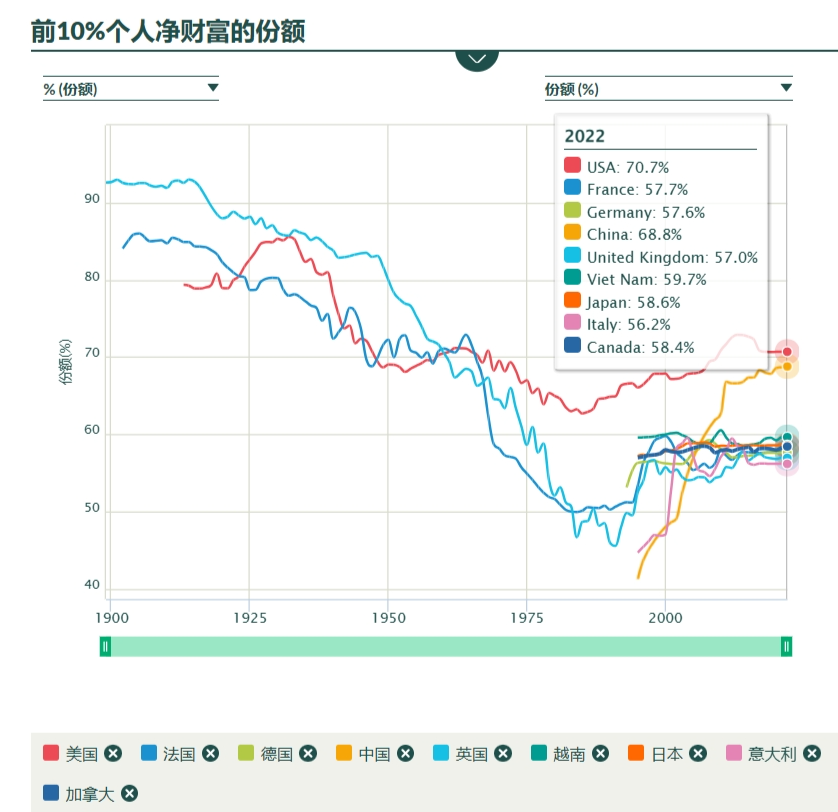 前10%个人净财富的份额
% (份额)
份额 (%)
2022
USA: 70.7%
France: 57.7%
Germany: 57.6%
China: 68.8%
United Kingdom: 57.0%
Viet Nam: 59.7%
Japan: 58.6%
Italy: 56.2%
Canada: 58.4%
份额(%)
90
80
70
60
50
40
1900 1925 1950 1975 2000
美国 法国 德国 中国 英国 越南 日本 意大利
加拿大